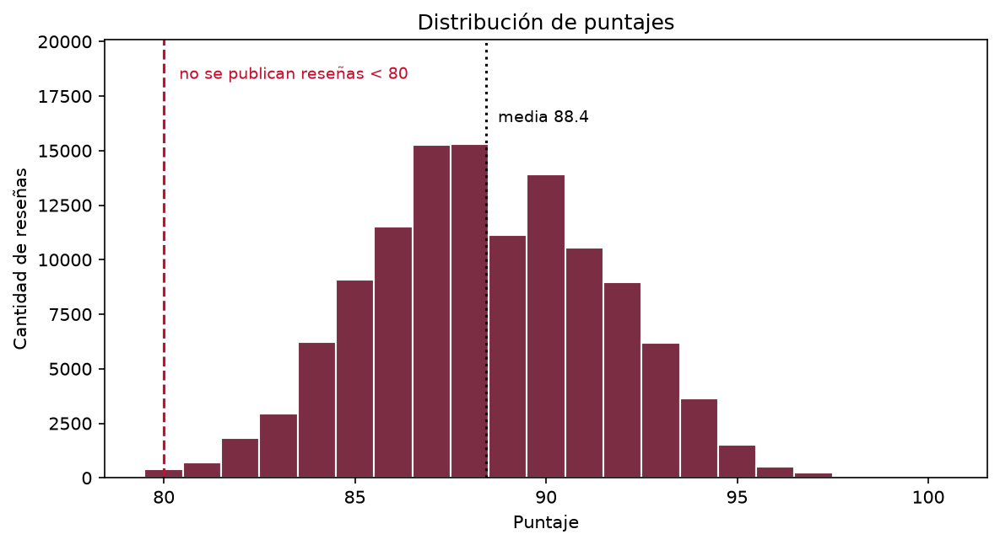 Distribución de puntajes
20000
17500
15000
12500
10000
7500
5000
2500
0
Cantidad de reseñas
no se publican reseñas < 80
media 88.4
80
85
90
95
100
Puntaje